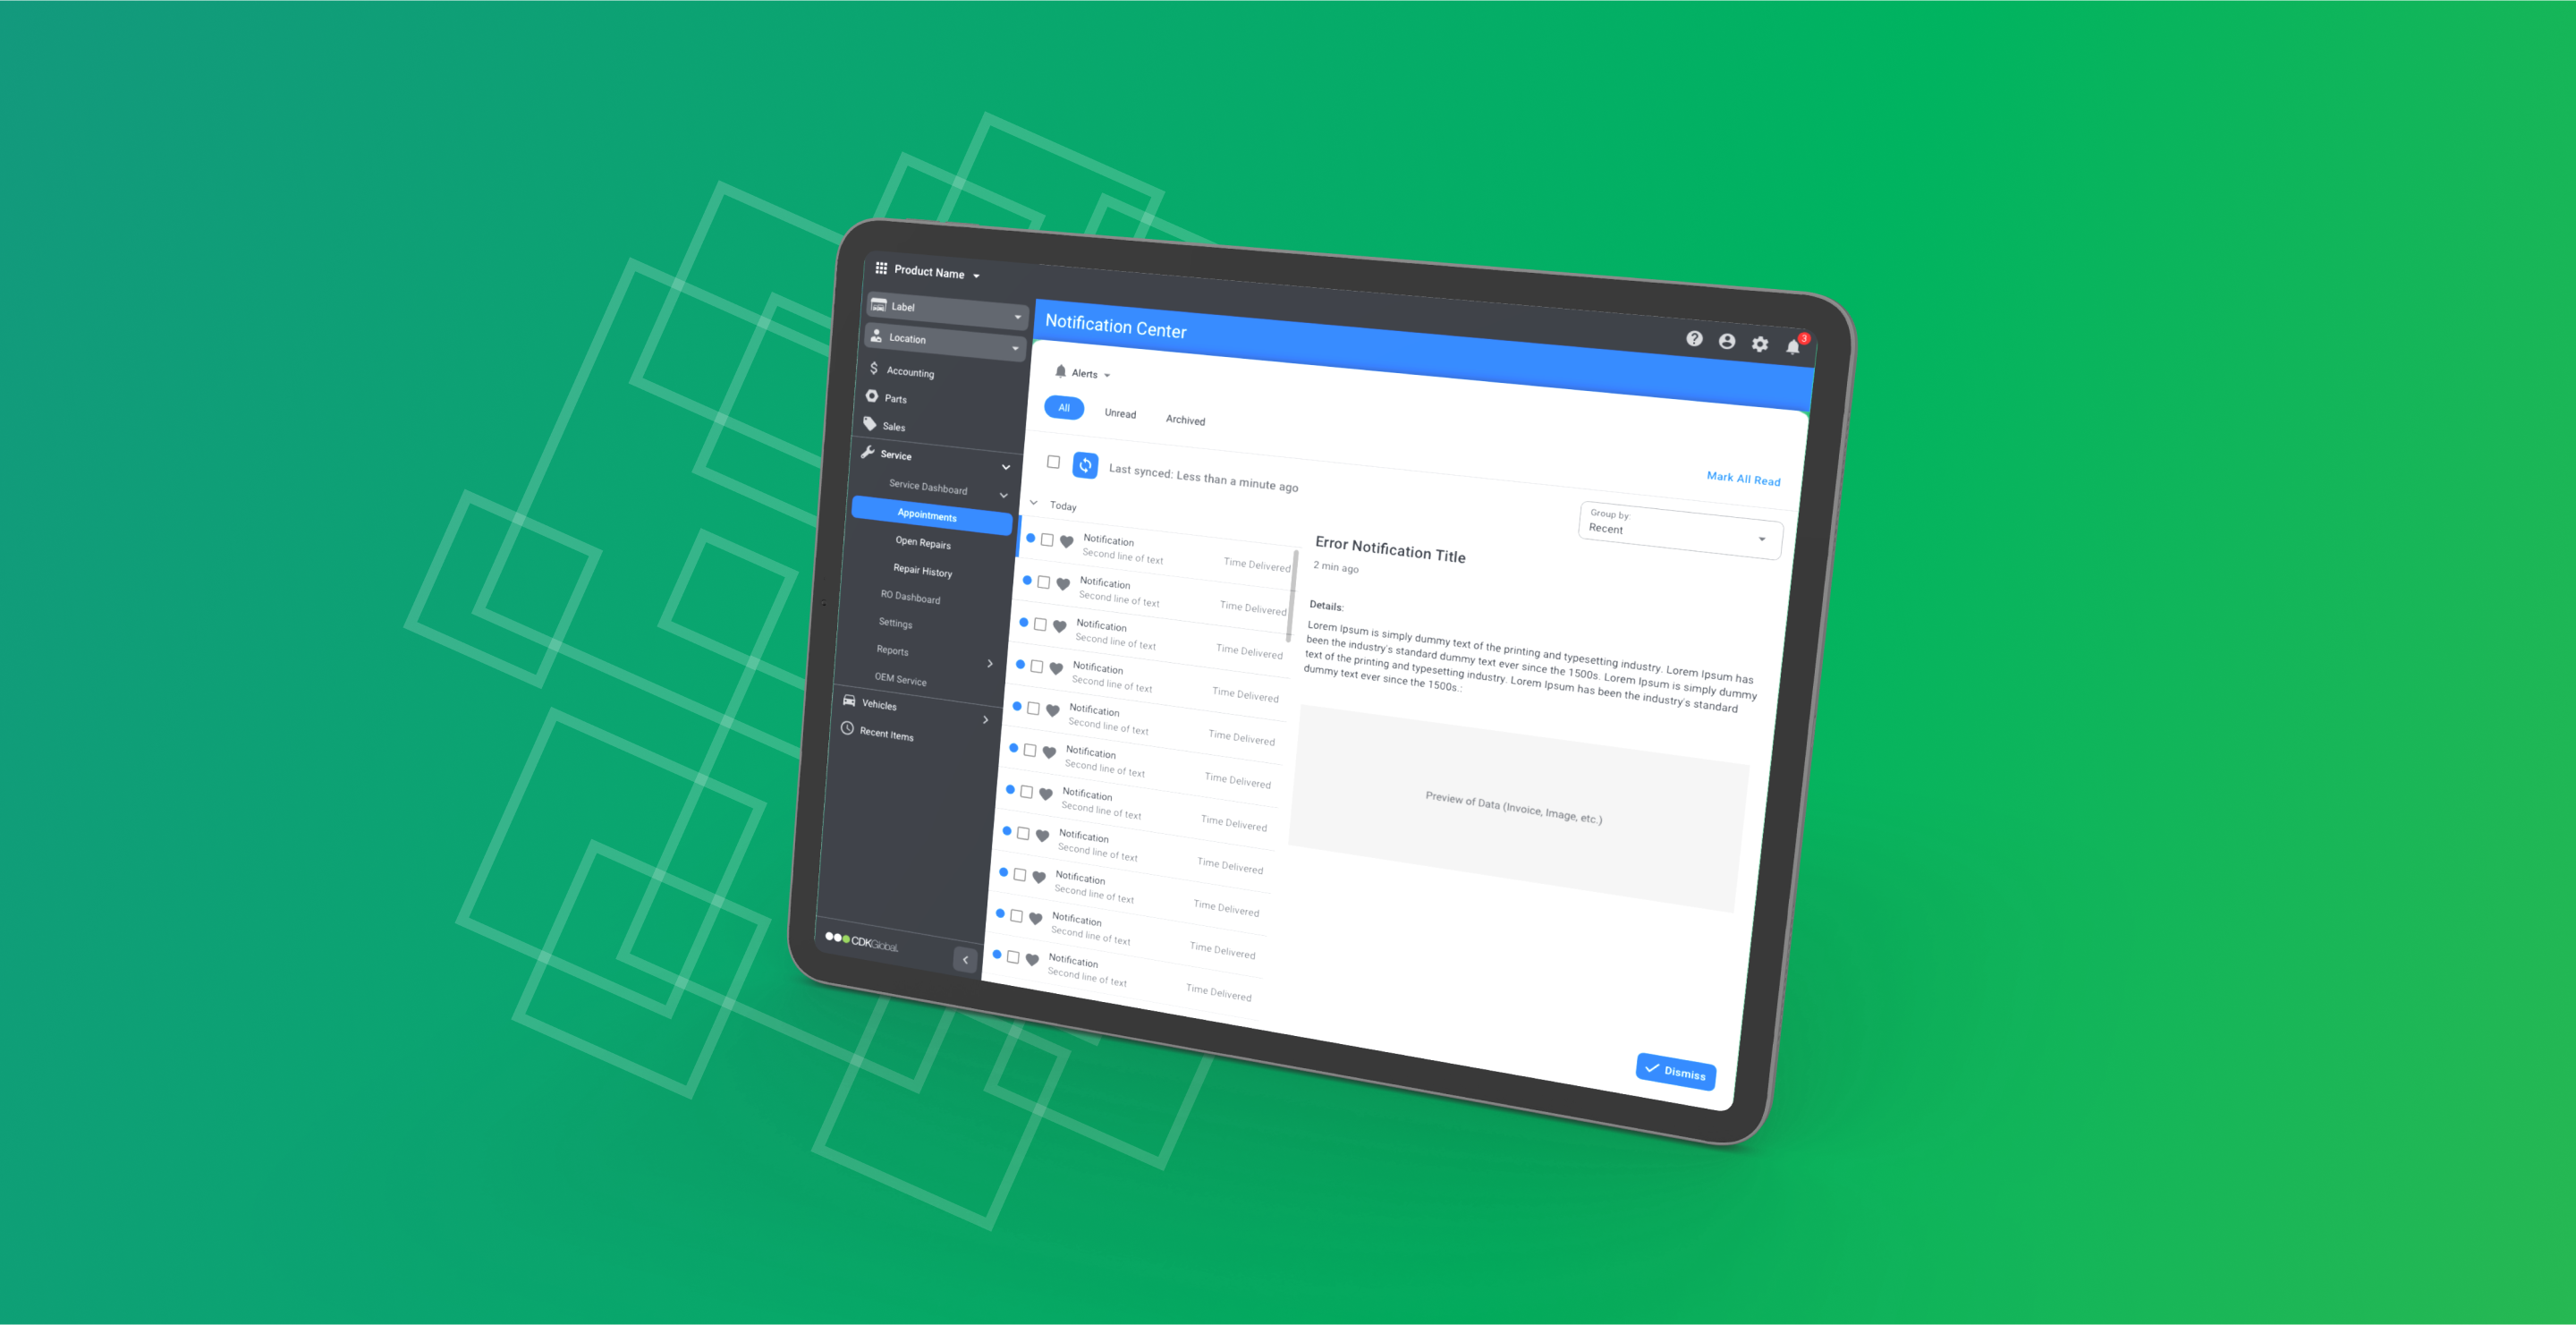 Product Name
3
Label
Location
Accounting
Parts
Sales
Service
Service Dashboard
Appointments
Open Repairs
Repair History
RO Dashboard
Settings
Reports
OEM Service
Vehicles
Recent Items
CDKGlobal.
Notification Center
Alerts
All
Unread
Archived
Mark All Read
Last synced: Less than a minute ago
Group by:
Recent
Today
Notification
Second line of text
Time Delivered
Notification
Second line of text
Time Delivered
Notification
Second line of text
Time Delivered
Notification
Second line of text
Time Delivered
Notification
Second line of text
Time Delivered
Notification
Second line of text
Time Delivered
Notification
Second line of text
Time Delivered
Notification
Second line of text
Time Delivered
Notification
Second line of text
Time Delivered
Notification
Second line of text
Time Delivered
Notification
Second line of text
Time Delivered
Error Notification Title
2 min ago
Details:
Lorem Ipsum is simply dummy text of the printing and typesetting industry. Lorem Ipsum has
been the industry's standard dummy text ever since the 1500s. Lorem Ipsum is simply dummy
text of the printing and typesetting industry. Lorem Ipsum has been the industry's standard
dummy text ever since the 1500s.:
Preview of Data (Invoice, Image, etc.)
Dismiss